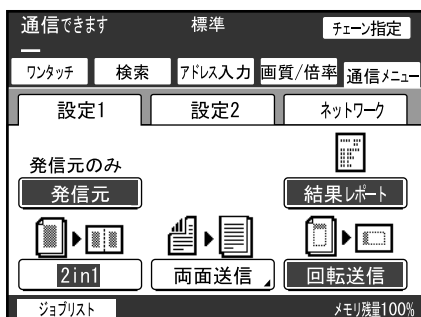 通信できます 標準 チェーン指定
ワンタッチ 検索 アドレス入力 画質/倍率 通信メニュー
設定1 設定2 ネットワーク
発信元のみ
発信元 結果レポート
2in1 両面送信 回転送信
ジョブリスト メモリ残量100%